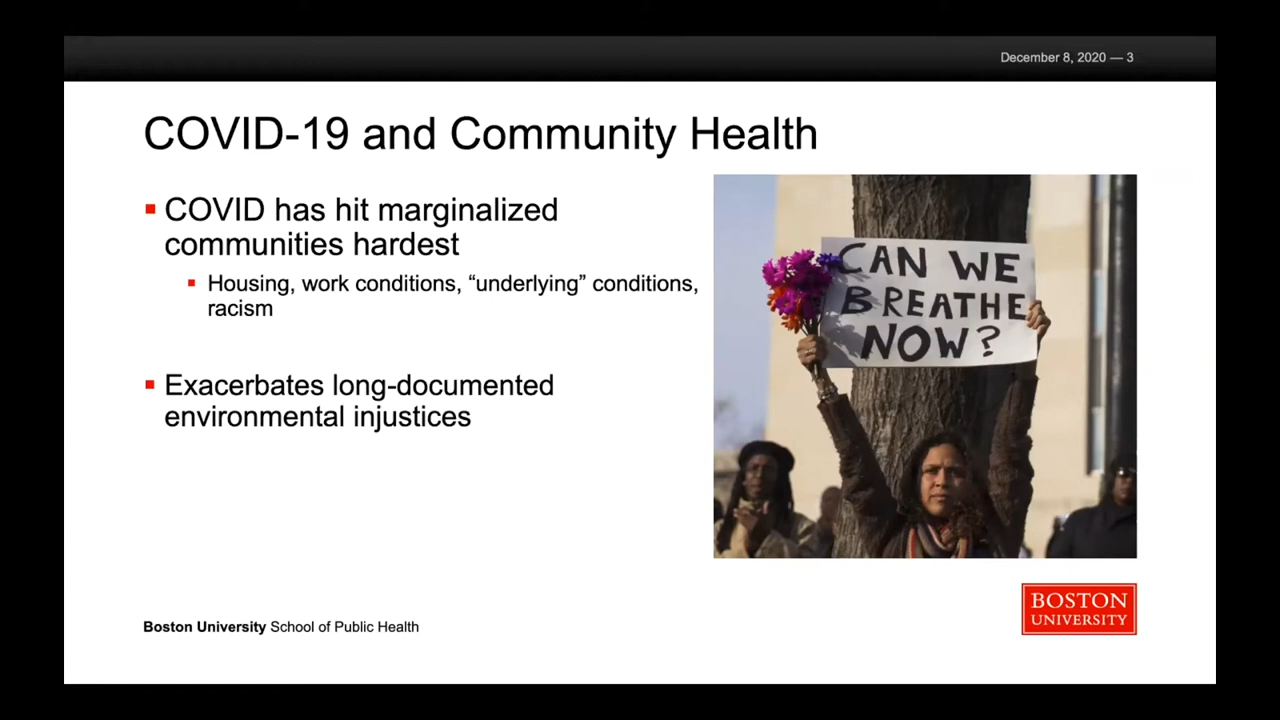 December 8, 2020 — 3
COVID-19 and Community Health
▪ COVID has hit marginalized
communities hardest
▪ Housing, work conditions, “underlying” conditions,
racism
▪ Exacerbates long-documented
environmental injustices
CAN WE
BREATHE
NOW?
Boston University School of Public Health
BOSTON
UNIVERSITY